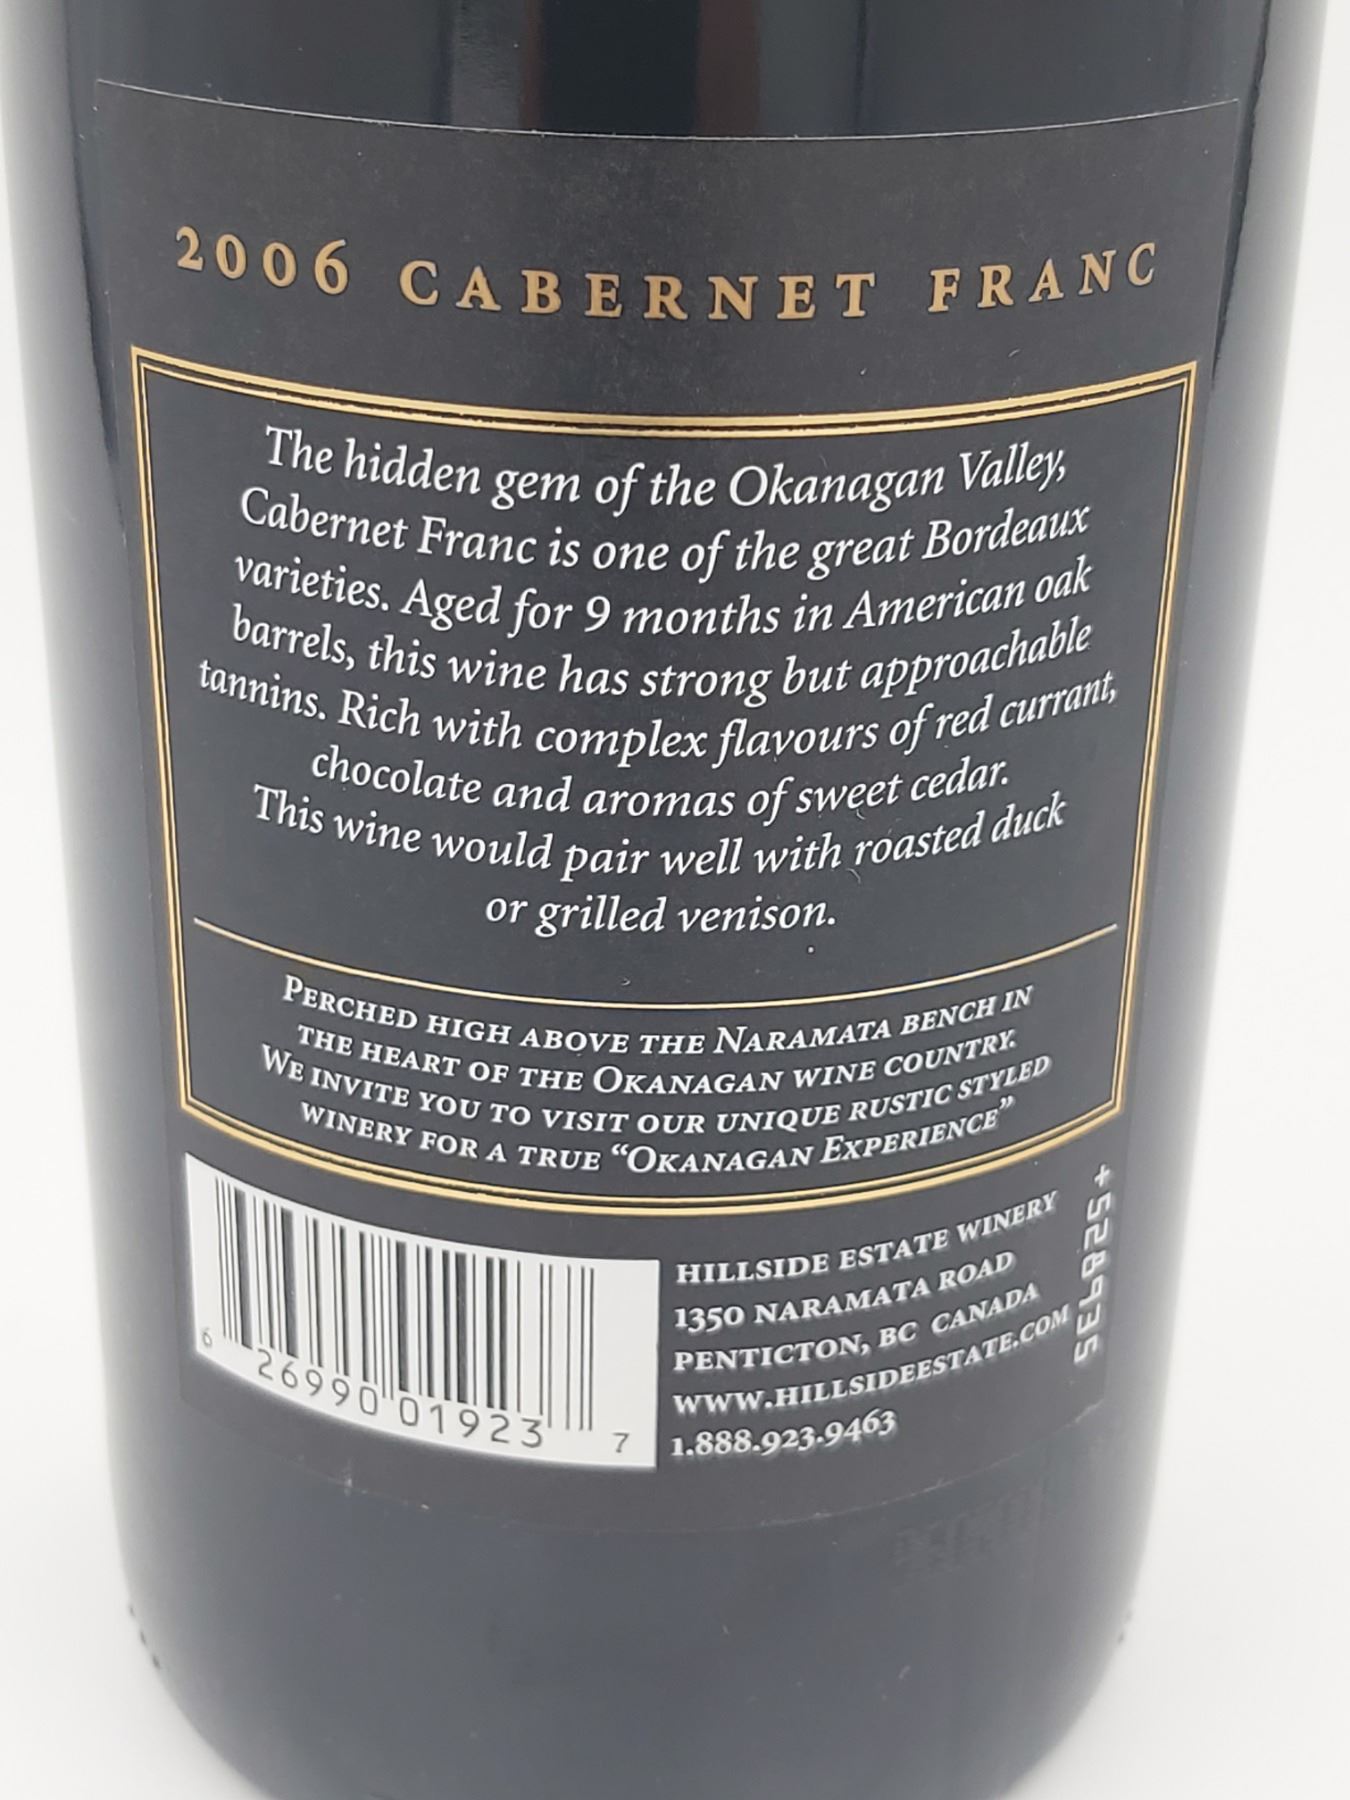 2006 CABERNET FRANC
The hidden gem of the Okanagan Valley,
Cabernet Franc is one of the great Bordeaux
varieties. Aged for 9 months in American oak
barrels, this wine has strong but approachable
tannins. Rich with complex flavours of red currant,
chocolate and aromas of sweet cedar.
This wine would pair well with roasted duck
or grilled venison.
PERCHED HIGH ABOVE THE NARAMATA BENCH IN
THE HEART OF THE OKANAGAN WINE COUNTRY.
WE INVITE YOU TO VISIT OUR UNIQUE RUSTIC STYLED
WINERY FOR A TRUE “OKANAGAN EXPERIENCE”
6 26990 01923 7
HILLSIDE ESTATE WINERY
1350 NARAMATA ROAD
PENTICTON, BC CANADA
WWW.HILLSIDEESTATE.COM
1.888.923.9463
+528935